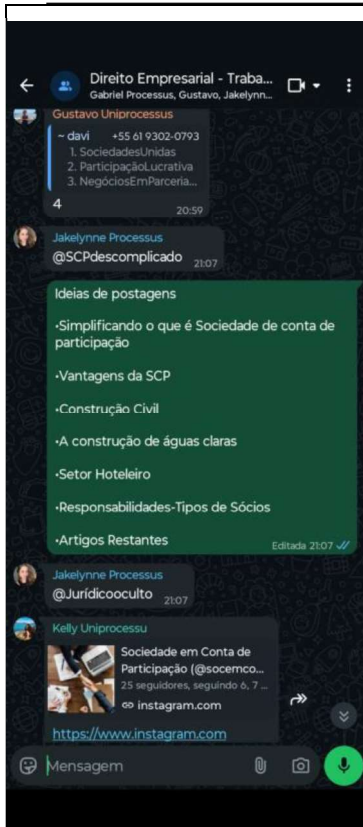 Direito Empresarial - Traba...
Gabriel Processus, Gustavo, Jakelynn...
Gustavo Uniprocessus
~ davi +55 61 9302-0793
1. SociedadesUnidas
2. ParticipaçãoLucrativa
3. NegóciosEmParceria...
4
20:59
Jakelynne Processus
@SCPdescomplicado 21:07
Ideias de postagens
•Simplificando o que é Sociedade de conta de
participação
•Vantagens da SCP
•Construção Civil
•A construção de águas claras
•Setor Hoteleiro
•Responsabilidades-Tipos de Sócios
•Artigos Restantes
Editada 21:07
Jakelynne Processus
@Jurídicooculto 21:07
Kelly Uniprocessu
Sociedade em Conta de
Participação (@socemco...
25 seguidores, seguindo 6, 7 ...
instagram.com
https://www.instagram.com
Mensagem